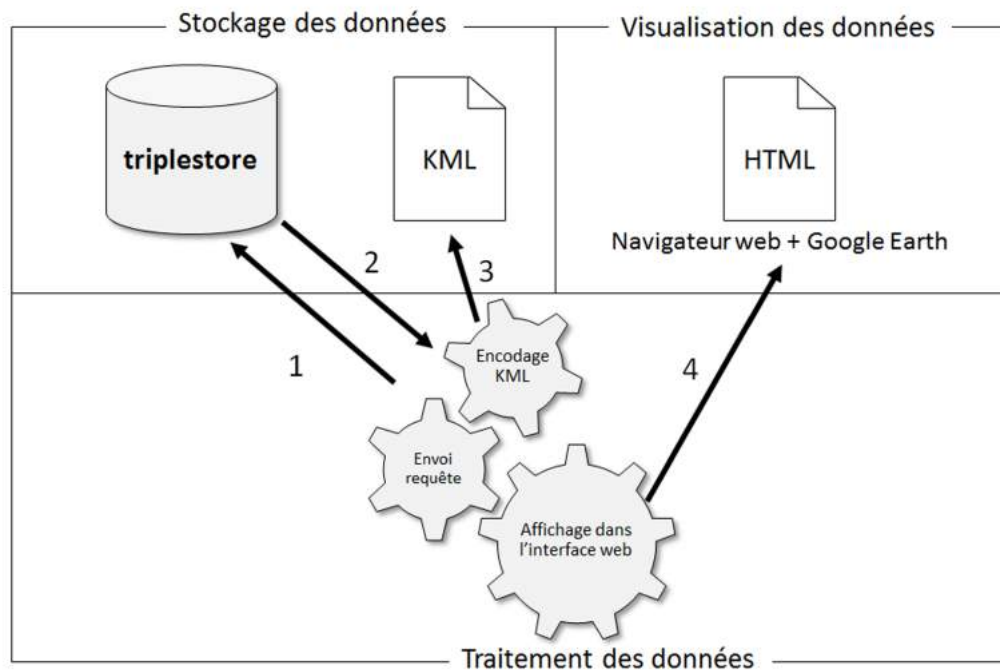 Stockage des données
Visualisation des données
triplestore
KML
HTML
Navigateur web + Google Earth
2
3
1
4
Encodage
KML
Envoi
requête
Affichage dans
l'interface web
Traitement des données